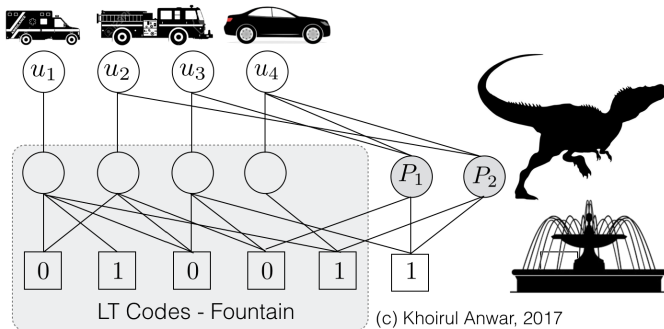 u1 u2 u3 u4
P1 P2
0 1 0 0 1 1
LT Codes - Fountain
(c) Khoirul Anwar, 2017